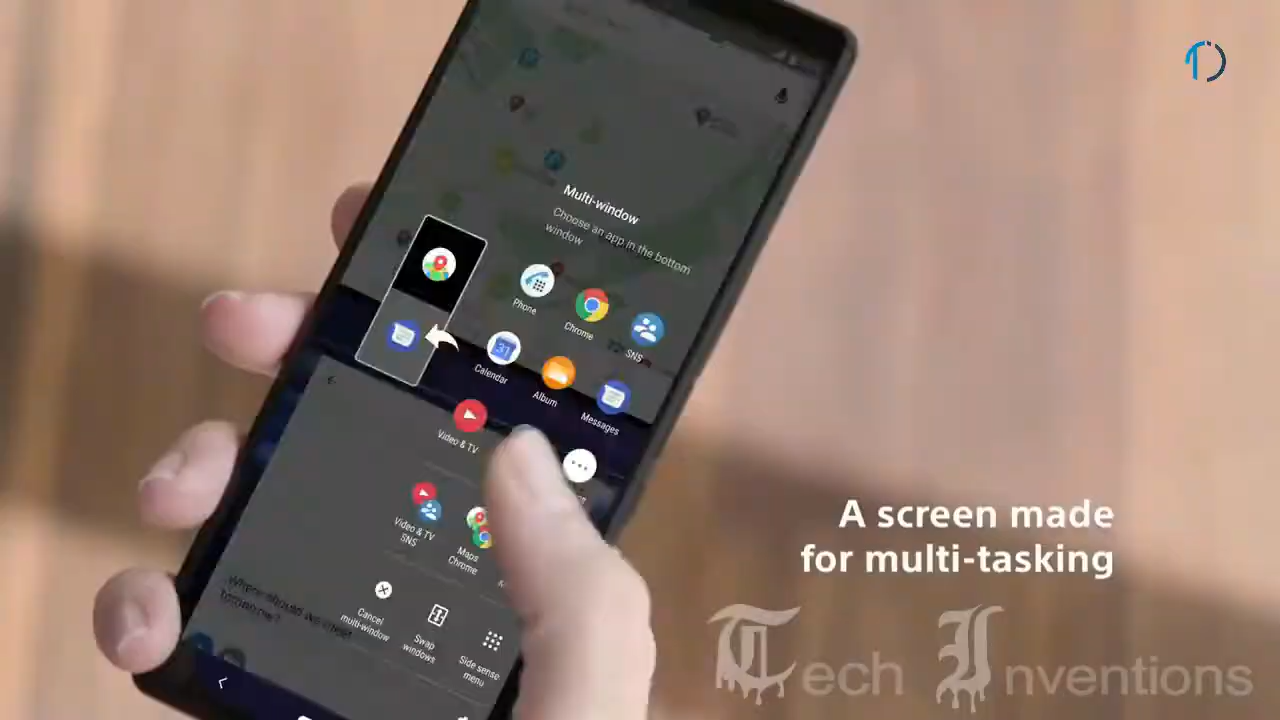 Multi-window
Choose an app in the bottom
window
Phone
Chrome
SNS
31
Calendar
Album
Messages
Video & TV
Video & TV
SNS
Maps
Chrome
Cancel
multi-window
Swap
windows
Side sense
menu
A screen made
for multi-tasking
Tech Inventions